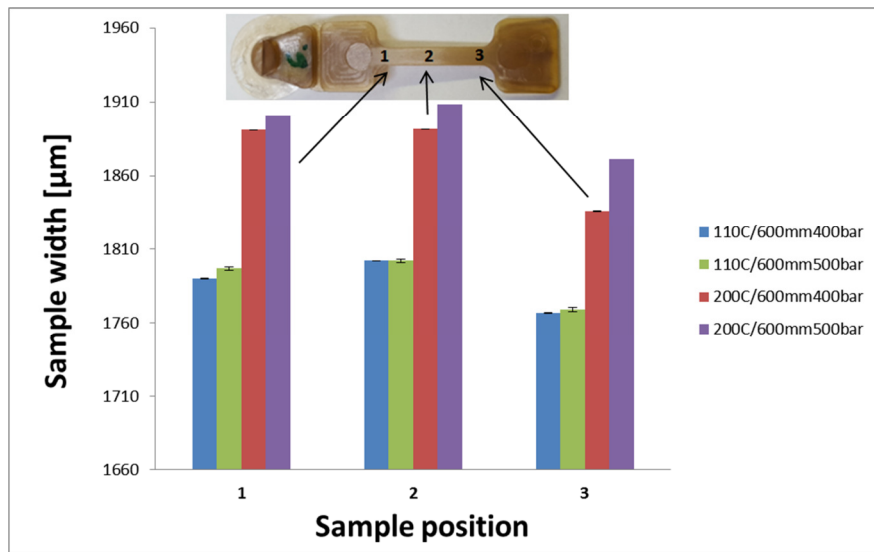 1960
1910
1860
1810
1760
1710
1660
Sample width [µm]
1 2 3
1 2 3
Sample position
110C/600mm400bar
110C/600mm500bar
200C/600mm400bar
200C/600mm500bar